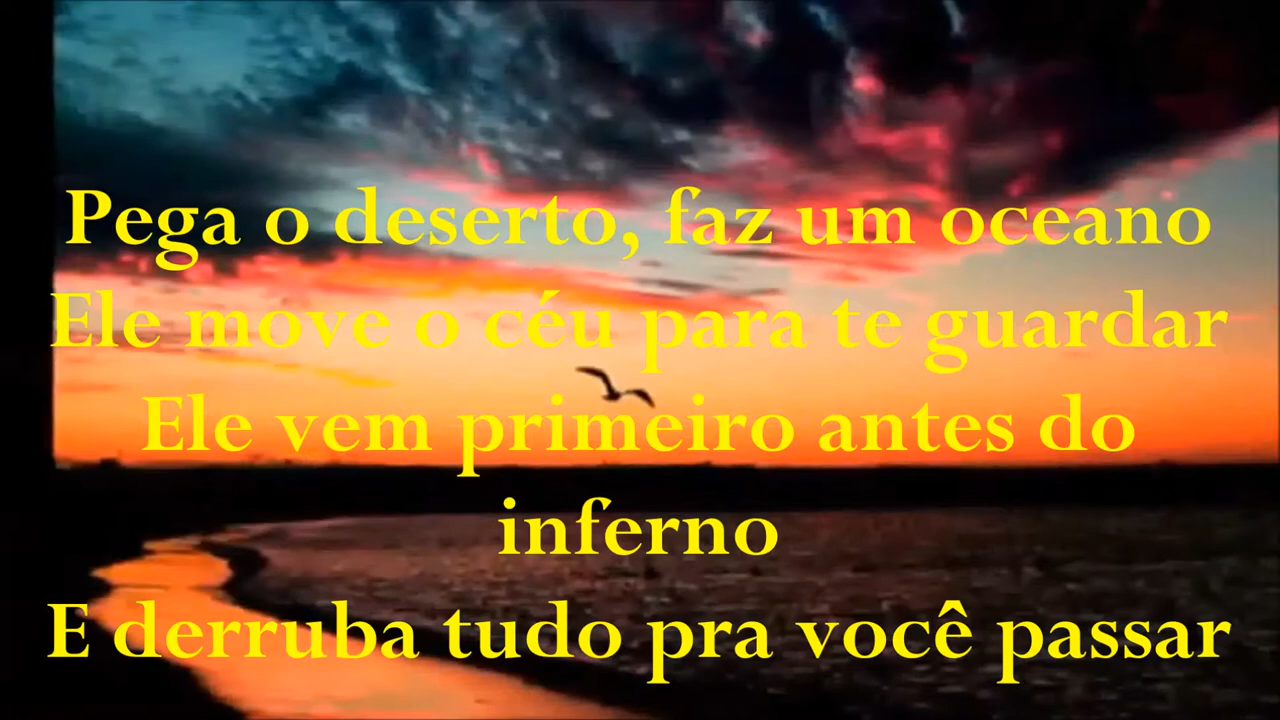 Pega o deserto, faz um oceano
Ele move o céu para te guardar
Ele vem primeiro antes do
inferno
E derruba tudo pra você passar